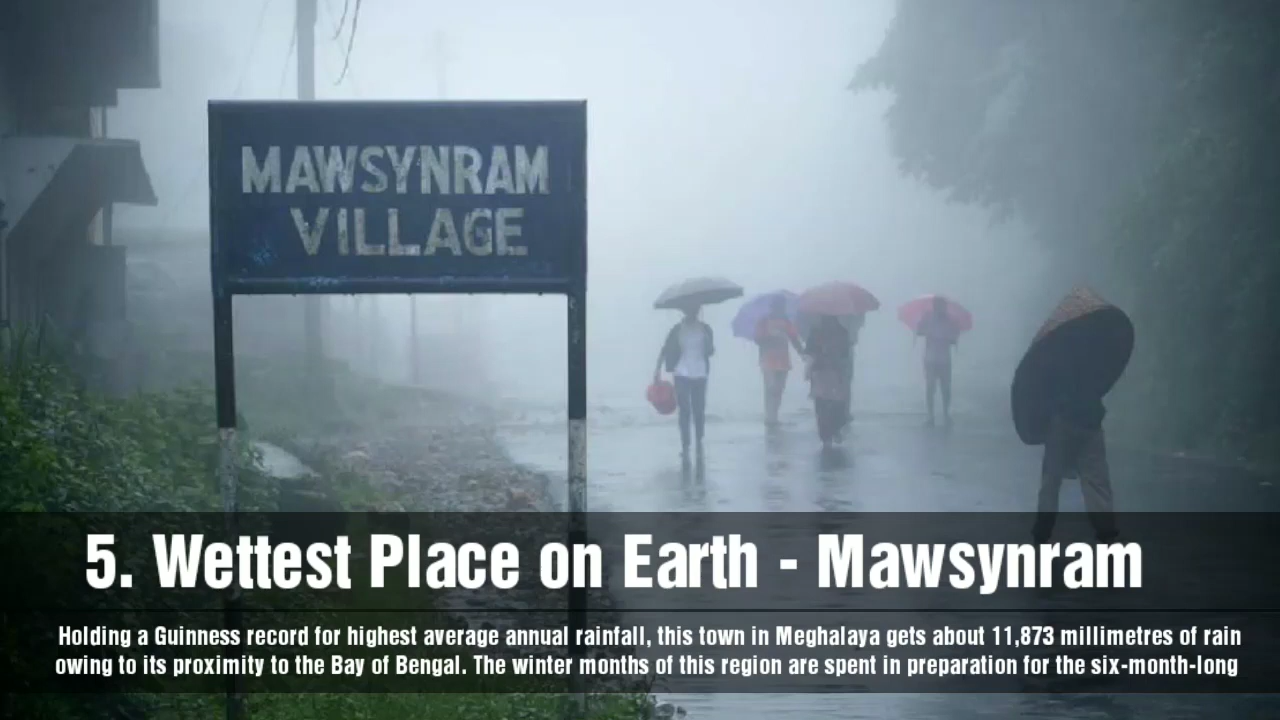 MAWSYNRAM
VILLAGE
5. Wettest Place on Earth - Mawsynram
Holding a Guinness record for highest average annual rainfall, this town in Meghalaya gets about 11,873 millimetres of rain
owing to its proximity to the Bay of Bengal. The winter months of this region are spent in preparation for the six-month-long